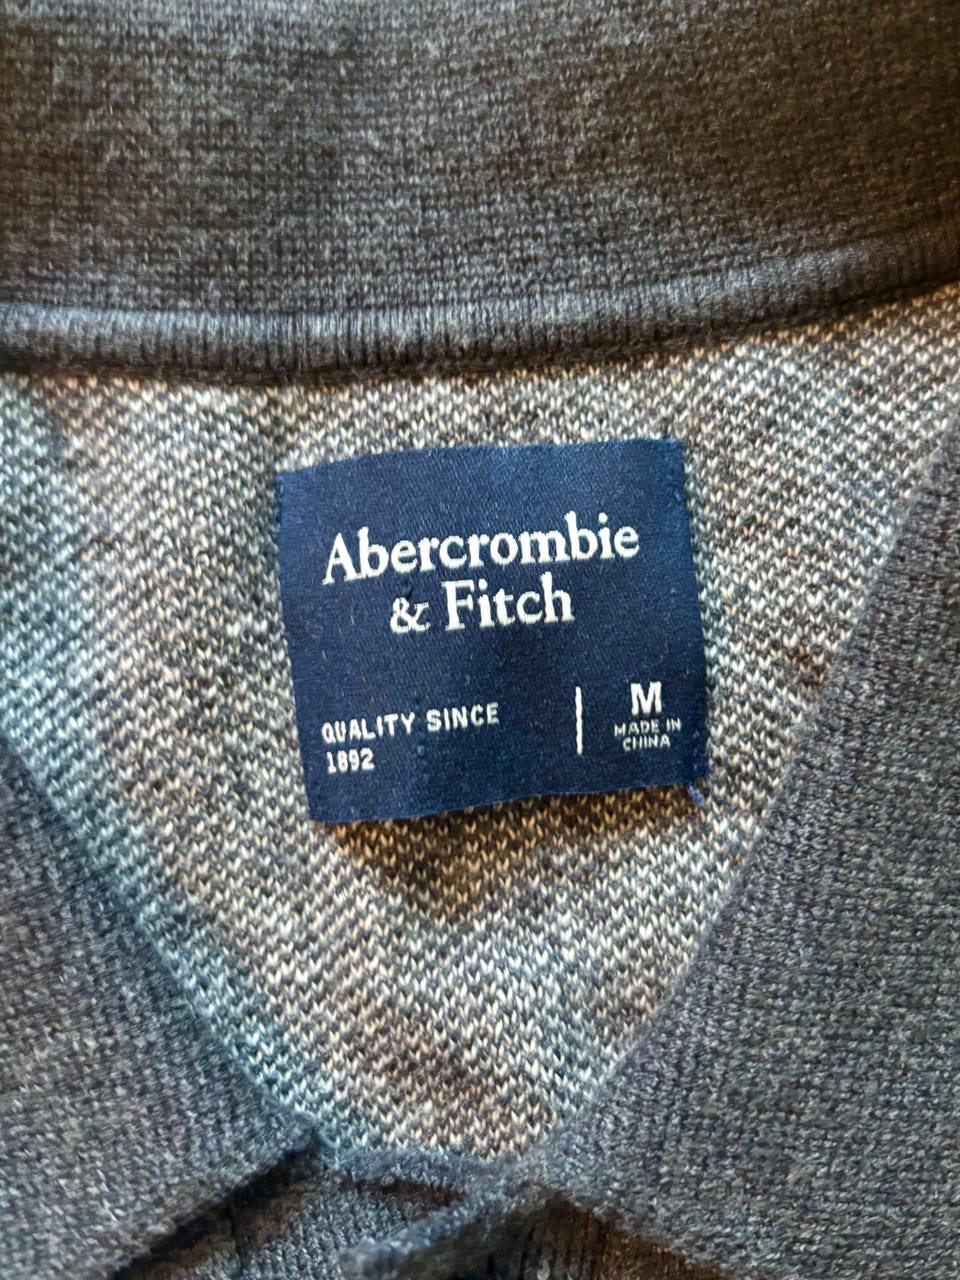 Abercrombie
& Fitch
QUALITY SINCE
1892
M
MADE IN
CHINA